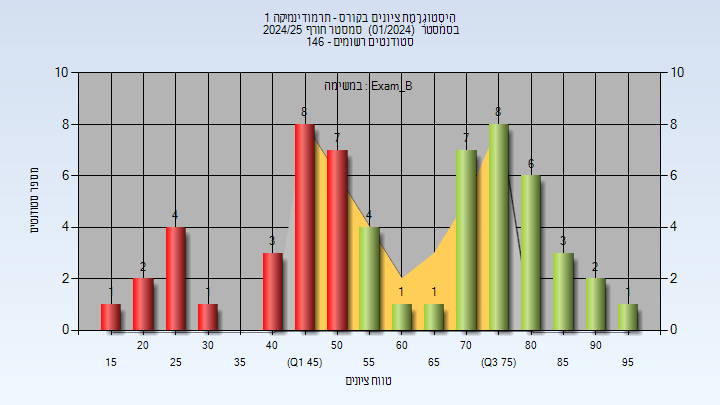 היסטוגרמת ציונים בקורס - תרמודינמיקה 1
בסמסטר (01/2024) סמסטר חורף 2024/25
סטודנטים רשומים - 146
במשימה : Exam_B
מספר סטודנטים
10 10
8 8
6 6
4 4
2 2
0 0
1 2 4 1 3 8 7 4 1 1 7 8 6 3 2 1
20 30 40 50 60 70 80 90
15 25 35 (Q1 45) 55 65 (Q3 75) 85 95
טווח ציונים